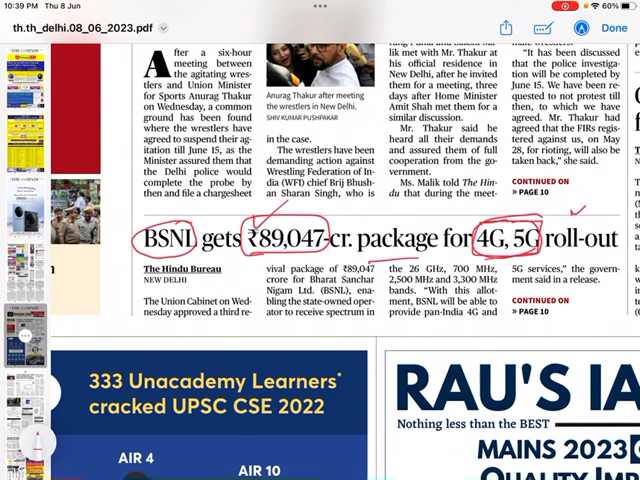 10:39 PM Thu 8 Jun
60%
th.th_delhi.08_06_2023.pdf
Done
After a six-hour
meeting between
the agitating wres-
tlers and Union Minister
for Sports Anurag Thakur
on Wednesday, a common
ground has been found
where the wrestlers have
agreed to suspend their ag-
itation till June 15, as the
Minister assured them that
the Delhi police would
complete the probe by
then and file a chargesheet
Anurag Thakur after meeting
the wrestlers in New Delhi.
SHIV KUMAR PUSHPAKAR
in the case.
The wrestlers have been
demanding action against
Wrestling Federation of In-
dia (WFI) chief Brij Bhush-
an Sharan Singh, who is
lik met with Mr. Thakur at
his official residence in
New Delhi, after he invited
them for a meeting, three
days after Home Minister
Amit Shah met them for a
similar discussion.
Mr. Thakur said he
heard all their demands
and assured them of full
cooperation from the go-
vernment.
Ms. Malik told The Hin-
du that during the meet-
"It has been discussed
that the police investiga-
tion will be completed by
June 15. We have been re-
quested to not protest till
then, to which we have
agreed. Mr. Thakur had
agreed that the FIRs regis-
tered against us, on May
28, for rioting, will also be
taken back," she said.
CONTINUED ON
» PAGE 10
BSNL gets ₹89,047-cr. package for 4G, 5G roll-out
The Hindu Bureau
NEW DELHI
The Union Cabinet on Wed-
nesday approved a third re-
vival package of ₹89,047
crore for Bharat Sanchar
Nigam Ltd. (BSNL), ena-
bling the state-owned oper-
ator to receive spectrum in
the 26 GHz, 700 MHz,
2,500 MHz and 3,300 MHz
bands. "With this allot-
ment, BSNL will be able to
provide pan-India 4G and
5G services," the govern-
ment said in a release.
CONTINUED ON
» PAGE 10
333 Unacademy Learners*
cracked UPSC CSE 2022
AIR 4
AIR 10
RAU'S IA
Nothing less than the BEST
MAINS 2023
QUALITY IMP